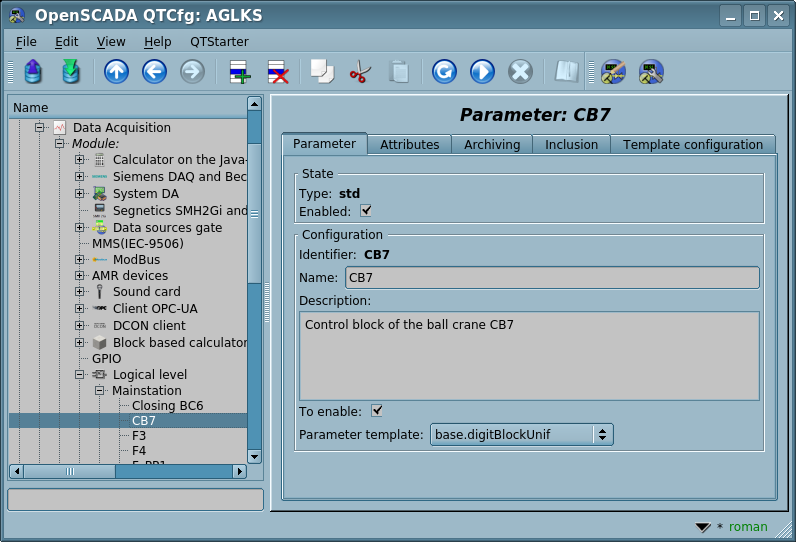 OpenSCADA QTCfg: AGLKS
File Edit View Help QTStarter
Name
Data Acquisition
Module:
Calculator on the Java-
Siemens DAQ and Bec
System DA
Segnetics SMH2Gi and
Data sources gate
MMS(IEC-9506)
ModBus
AMR devices
Sound card
Client OPC-UA
DCON client
Block based calculator
GPIO
Logical level
Mainstation
Closing BC6
CB7
F3
F4
Parameter: CB7
Parameter Attributes Archiving Inclusion Template configuration
State
Type: std
Enabled:
Configuration
Identifier: CB7
Name: CB7
Description:
Control block of the ball crane CB7
To enable:
Parameter template: base.digitBlockUnif
* roman